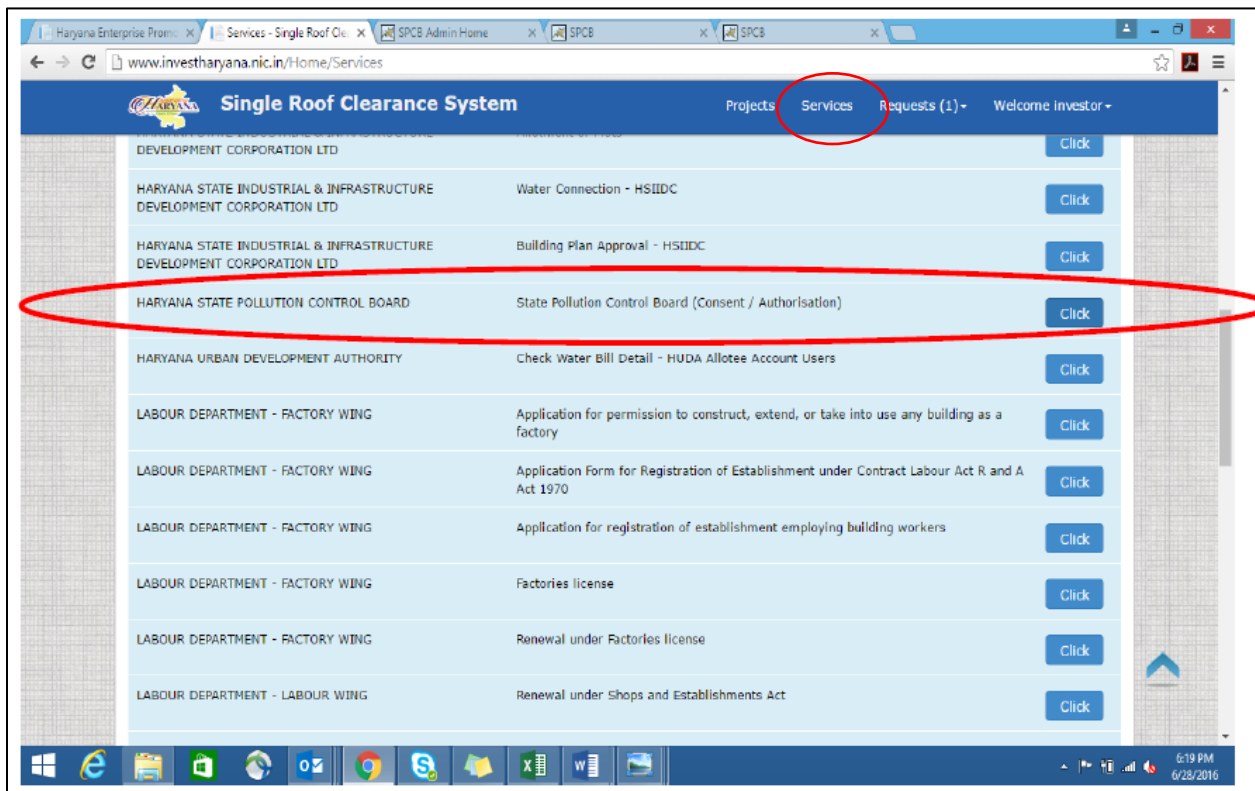 Haryana Enterprise Promo
Services - Single Roof Cle
SPCB Admin Home
SPCB
SPCB
www.investharyana.nic.in/Home/Services
HARYANA Single Roof Clearance System Projects Services Requests (1) Welcome investor
HARYANA STATE INDUSTRIAL & INFRASTRUCTURE Allotment of Plots
DEVELOPMENT CORPORATION LTD Click
HARYANA STATE INDUSTRIAL & INFRASTRUCTURE Water Connection - HSIIDC
DEVELOPMENT CORPORATION LTD Click
HARYANA STATE INDUSTRIAL & INFRASTRUCTURE Building Plan Approval - HSIIDC
DEVELOPMENT CORPORATION LTD Click
HARYANA STATE POLLUTION CONTROL BOARD State Pollution Control Board (Consent / Authorisation)
Click
HARYANA URBAN DEVELOPMENT AUTHORITY Check Water Bill Detail - HUDA Allotee Account Users
Click
LABOUR DEPARTMENT - FACTORY WING Application for permission to construct, extend, or take into use any building as a
factory Click
LABOUR DEPARTMENT - FACTORY WING Application Form for Registration of Establishment under Contract Labour Act R and A
Act 1970 Click
LABOUR DEPARTMENT - FACTORY WING Application for registration of establishment employing building workers
Click
LABOUR DEPARTMENT - FACTORY WING Factories license
Click
LABOUR DEPARTMENT - FACTORY WING Renewal under Factories license
Click
LABOUR DEPARTMENT - LABOUR WING Renewal under Shops and Establishments Act
Click
6:19 PM
6/28/2016